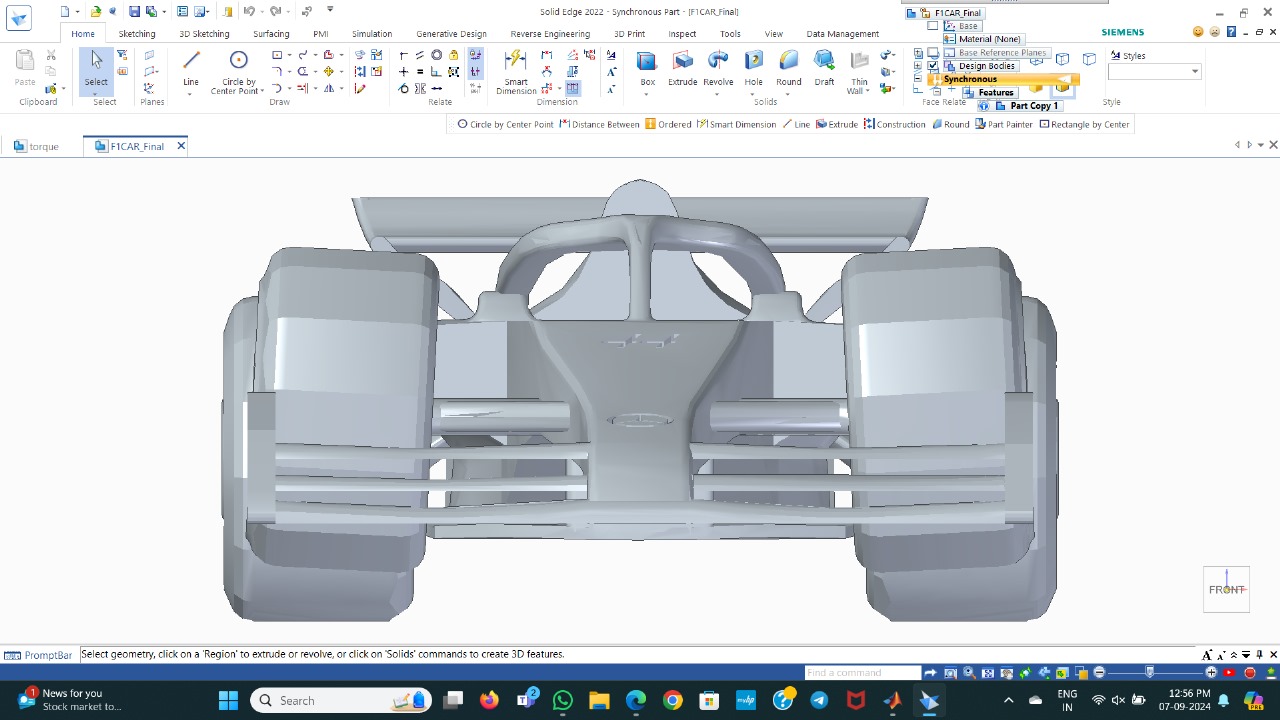 Solid Edge 2022 - Synchronous Part - [F1CAR_Final]
F1CAR_Final
Base
Material (None)
Base Reference Planes
Design Bodies
Synchronous
Features
Part Copy 1
Home Sketching 3D Sketching Surfacing PMI Simulation Generative Design Reverse Engineering 3D Print Inspect Tools View Data Management
SIEMENS
Paste
Select
Line
Circle by Center Point
Smart Dimension
Box Extrude Revolve Hole Round Draft Thin Wall
Styles
Clipboard Select Planes Draw Relate Dimension Solids Face Relate Style
Circle by Center Point Distance Between Ordered Smart Dimension Line Extrude Construction Round Part Painter Rectangle by Center
torque F1CAR_Final
FRONT
PromptBar Select geometry, click on a 'Region' to extrude or revolve, or click on 'Solids' commands to create 3D features.
Find a command
1 News for you
Stock market to...
Search
2
ENG
IN
12:56 PM
07-09-2024